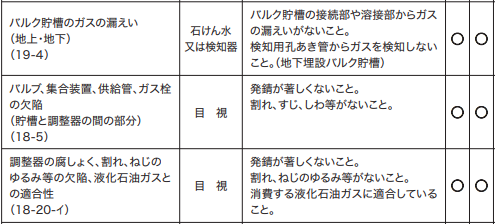 バルク貯槽のガスの漏えい
（地上・地下）
（19-4）
石けん水
又は検知器
バルク貯槽の接続部や溶接部からガス
の漏えいがないこと。
検知用孔あき管からガスを検知しない
こと。（地下埋設バルク貯槽）
○ ○
バルブ、集合装置、供給管、ガス栓
の欠陥
（貯槽と調整器の間の部分）
（18-5）
目 視
発錆が著しくないこと。
割れ、すじ、しわ等がないこと。
○ ○
調整器の腐しょく、割れ、ねじの
ゆるみ等の欠陥、液化石油ガスと
の適合性
（18-20-イ）
目 視
発錆が著しくないこと。
割れ、ねじのゆるみ等がないこと。
消費する液化石油ガスに適合している
こと。
○ ○